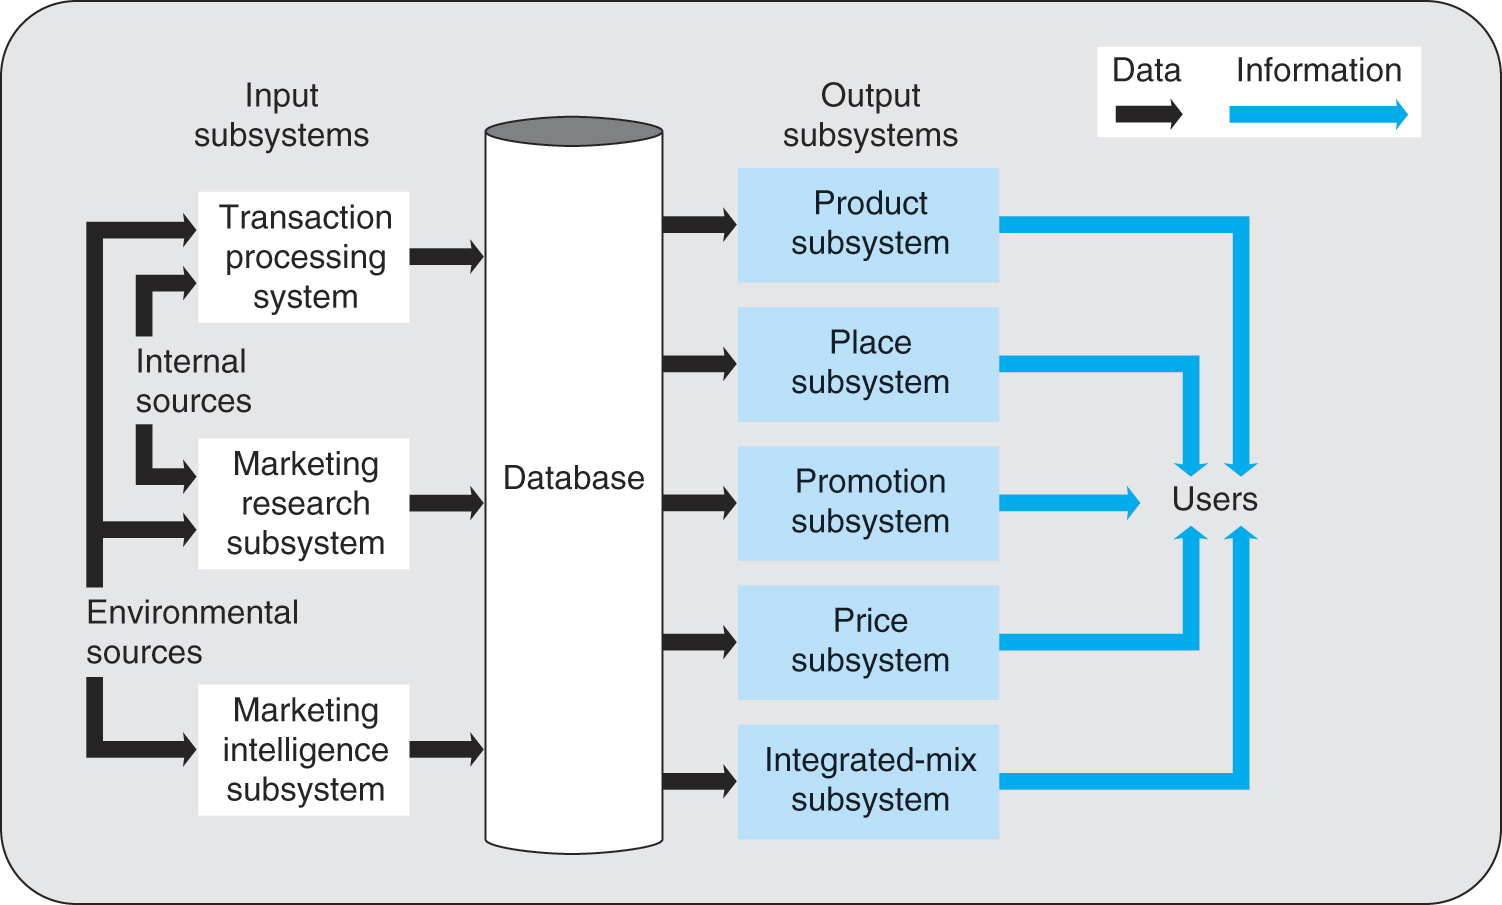 Data
Information
Input
subsystems
Output
subsystems
Transaction
processing
system
Internal
sources
Marketing
research
subsystem
Environmental
sources
Marketing
intelligence
subsystem
Database
Product
subsystem
Place
subsystem
Promotion
subsystem
Price
subsystem
Integrated-mix
subsystem
Users